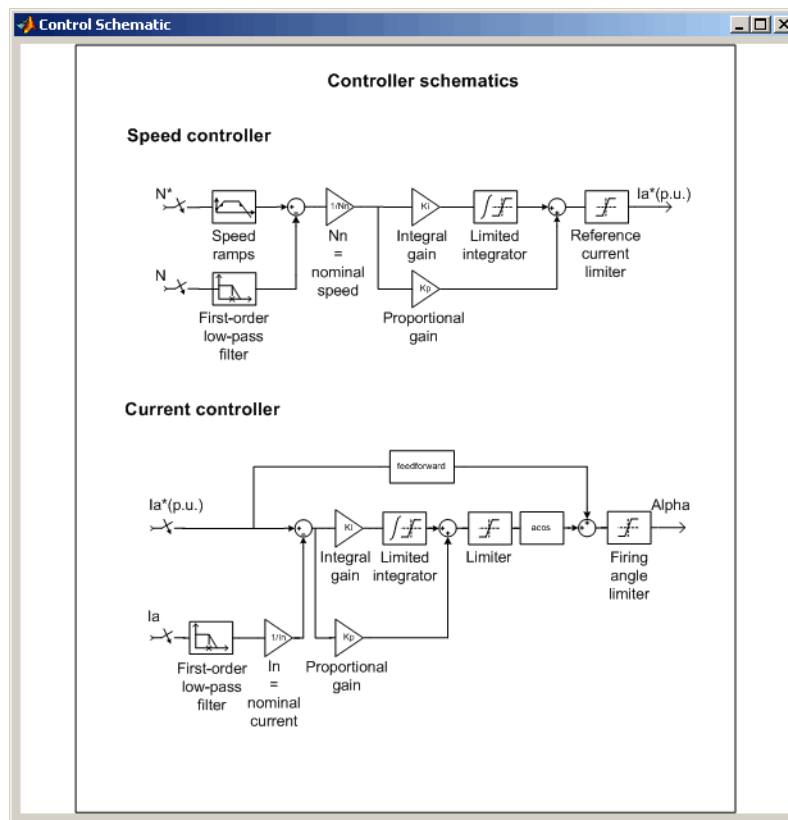 Control Schematic
Controller schematics
Speed controller
N*
Ia*(p.u.)
1/Nn
Ki
Speed
ramps
Nn
=
nominal
speed
Integral
gain
Limited
integrator
Reference
current
limiter
N
Kp
First-order
low-pass
filter
Proportional
gain
Current controller
feedforward
Ia*(p.u.)
Alpha
Ki
acos
Integral
gain
Limited
integrator
Limiter
Firing
angle
limiter
Ia
1/In
Kp
First-order
low-pass
filter
In
=
nominal
current
Proportional
gain